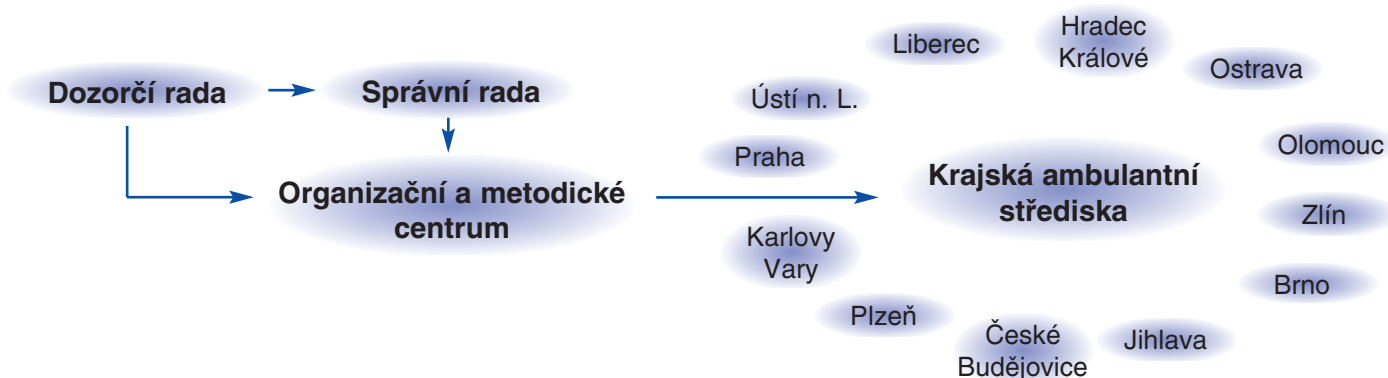 Dozorčí rada
Správní rada
Organizační a metodické
centrum
Krajská ambulantní
střediska
Praha
Ústí n. L.
Liberec
Hradec
Králové
Ostrava
Olomouc
Zlín
Brno
Jihlava
České
Budějovice
Plzeň
Karlovy
Vary